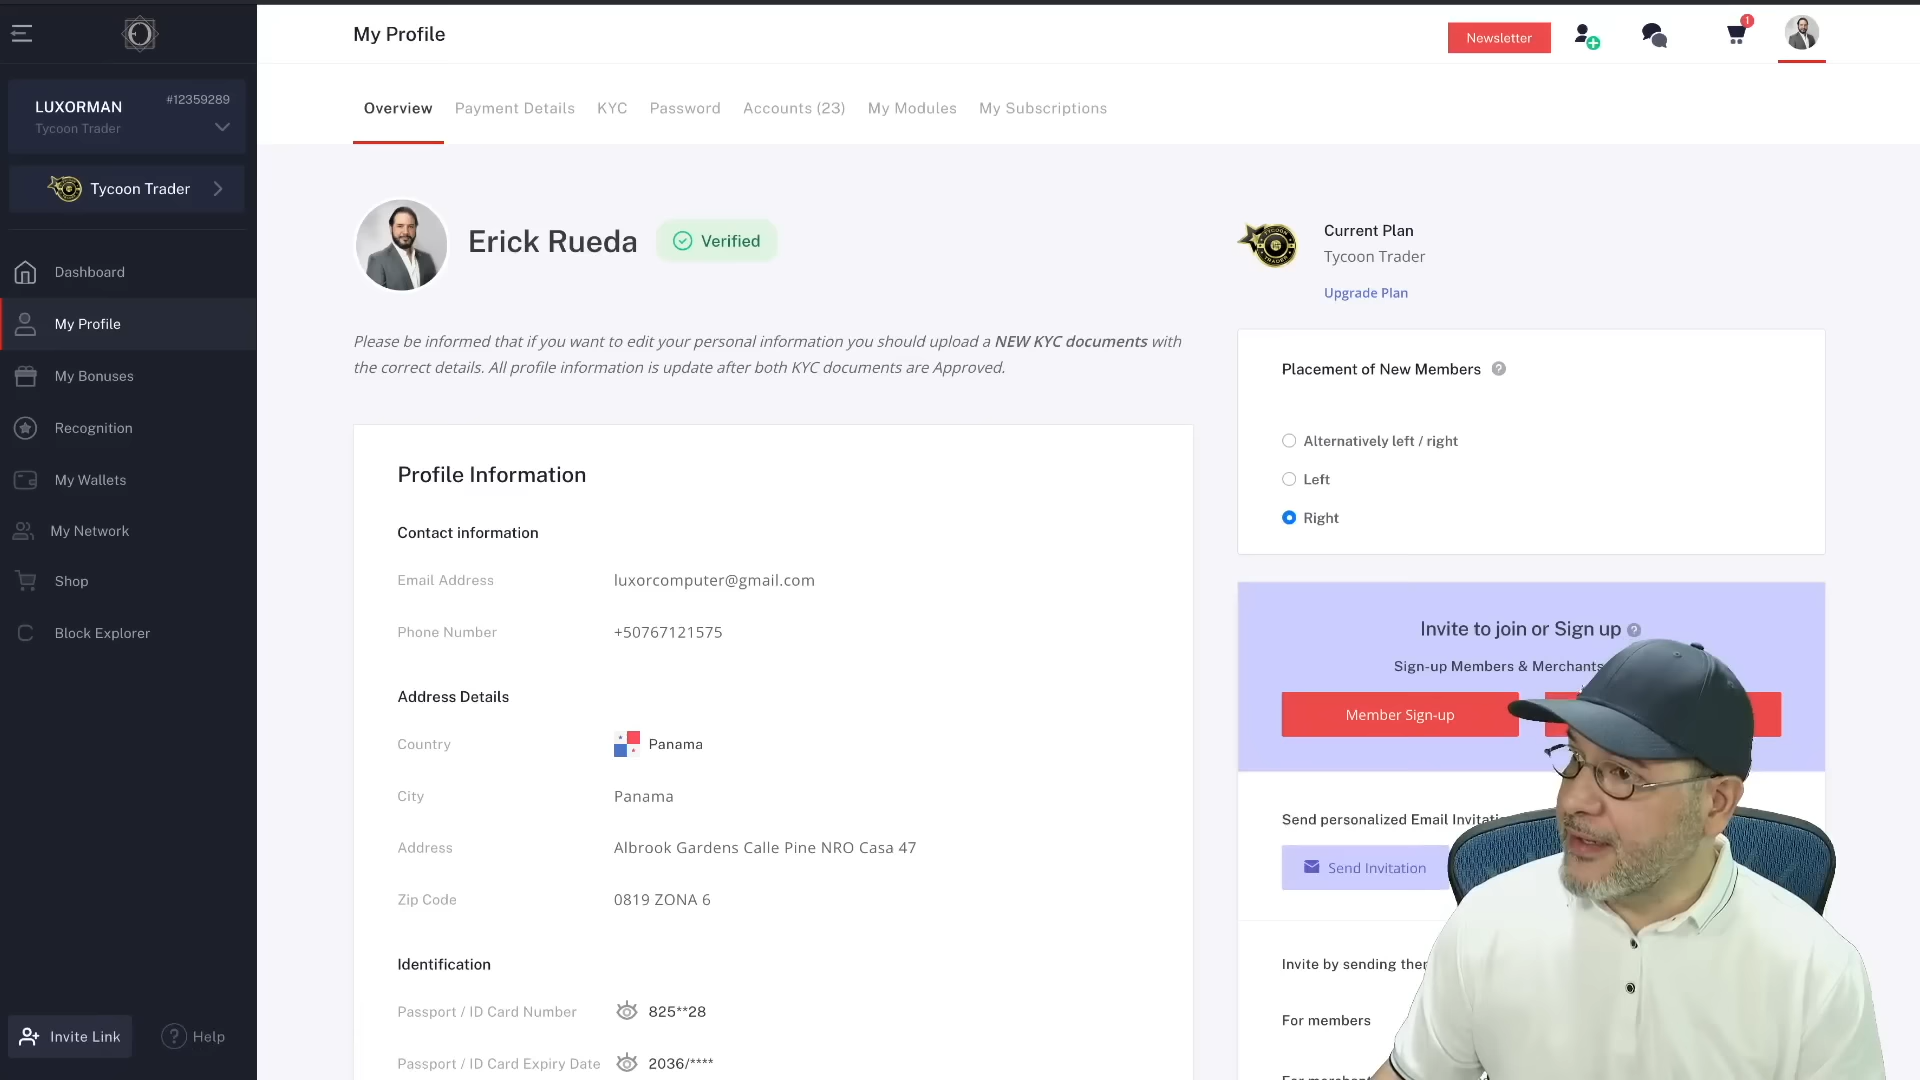 My Profile
Newsletter
1
LUXORMAN
#12359289
Tycoon Trader
Tycoon Trader
Dashboard
My Profile
My Bonuses
Recognition
My Wallets
My Network
Shop
Block Explorer
Invite Link
? Help
Overview
Payment Details
KYC
Password
Accounts (23)
My Modules
My Subscriptions
Erick Rueda
Verified
Please be informed that if you want to edit your personal information you should upload a NEW KYC documents with
the correct details. All profile information is update after both KYC documents are Approved.
Profile Information
Contact information
Email Address luxorcomputer@gmail.com
Phone Number +50767121575
Address Details
Country Panama
City Panama
Address Albrook Gardens Calle Pine NRO Casa 47
Zip Code 0819 ZONA 6
Identification
Passport / ID Card Number 825**28
Passport / ID Card Expiry Date 2036/****
Current Plan
Tycoon Trader
Upgrade Plan
Placement of New Members ?
Alternatively left / right
Left
Right
Invite to join or Sign up ?
Sign-up Members & Merchants
Member Sign-up
Send personalized Email
Send Invitation
Invite by sending
For members